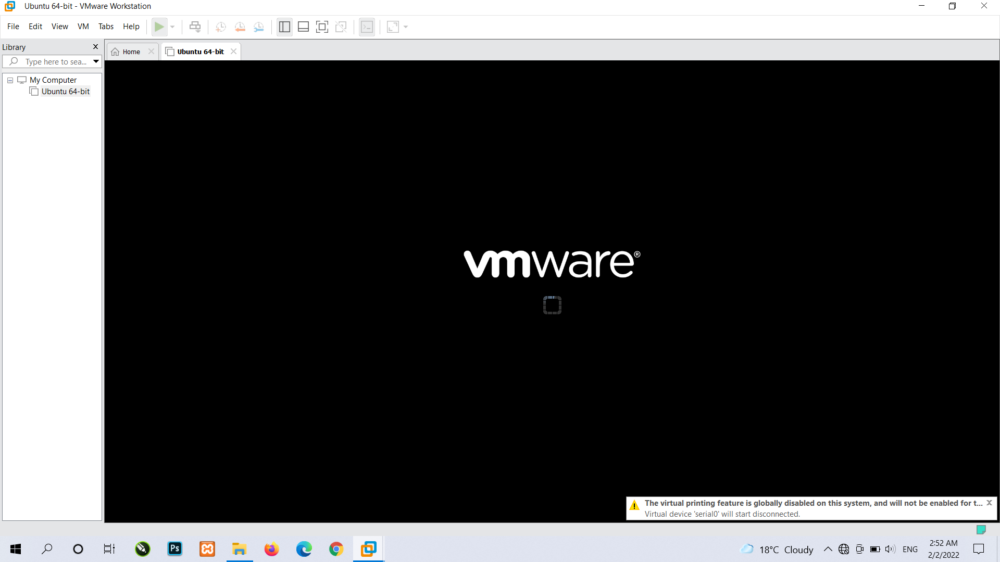 Ubuntu 64-bit - VMware Workstation
File Edit View VM Tabs Help
Library
Home
Ubuntu 64-bit
Type here to sea...
My Computer
Ubuntu 64-bit
vmware®
The virtual printing feature is globally disabled on this system, and will not be enabled for t...
Virtual device 'serial0' will start disconnected.
Ps
18°C Cloudy
ENG
2:52 AM
2/2/2022